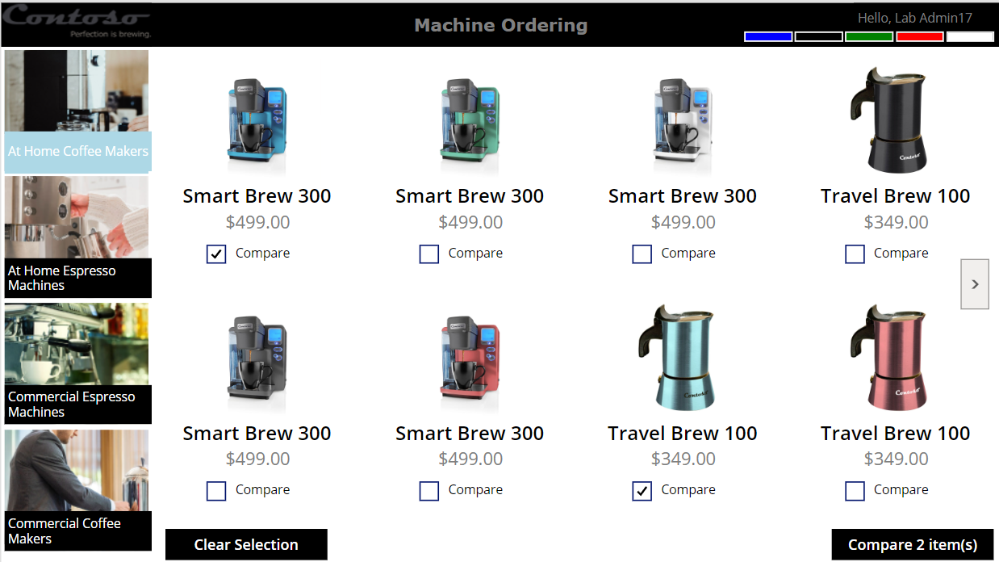 Contoso
Perfection is brewing.
Machine Ordering
Hello, Lab Admin17
At Home Coffee Makers
At Home Espresso
Machines
Commercial Espresso
Machines
Commercial Coffee
Makers
Smart Brew 300
$499.00
Compare
Smart Brew 300
$499.00
Compare
Smart Brew 300
$499.00
Compare
Contoso
Travel Brew 100
$349.00
Compare
Smart Brew 300
$499.00
Compare
Smart Brew 300
$499.00
Compare
Contoso
Travel Brew 100
$349.00
Compare
Contoso
Travel Brew 100
$349.00
Compare
Clear Selection
Compare 2 item(s)